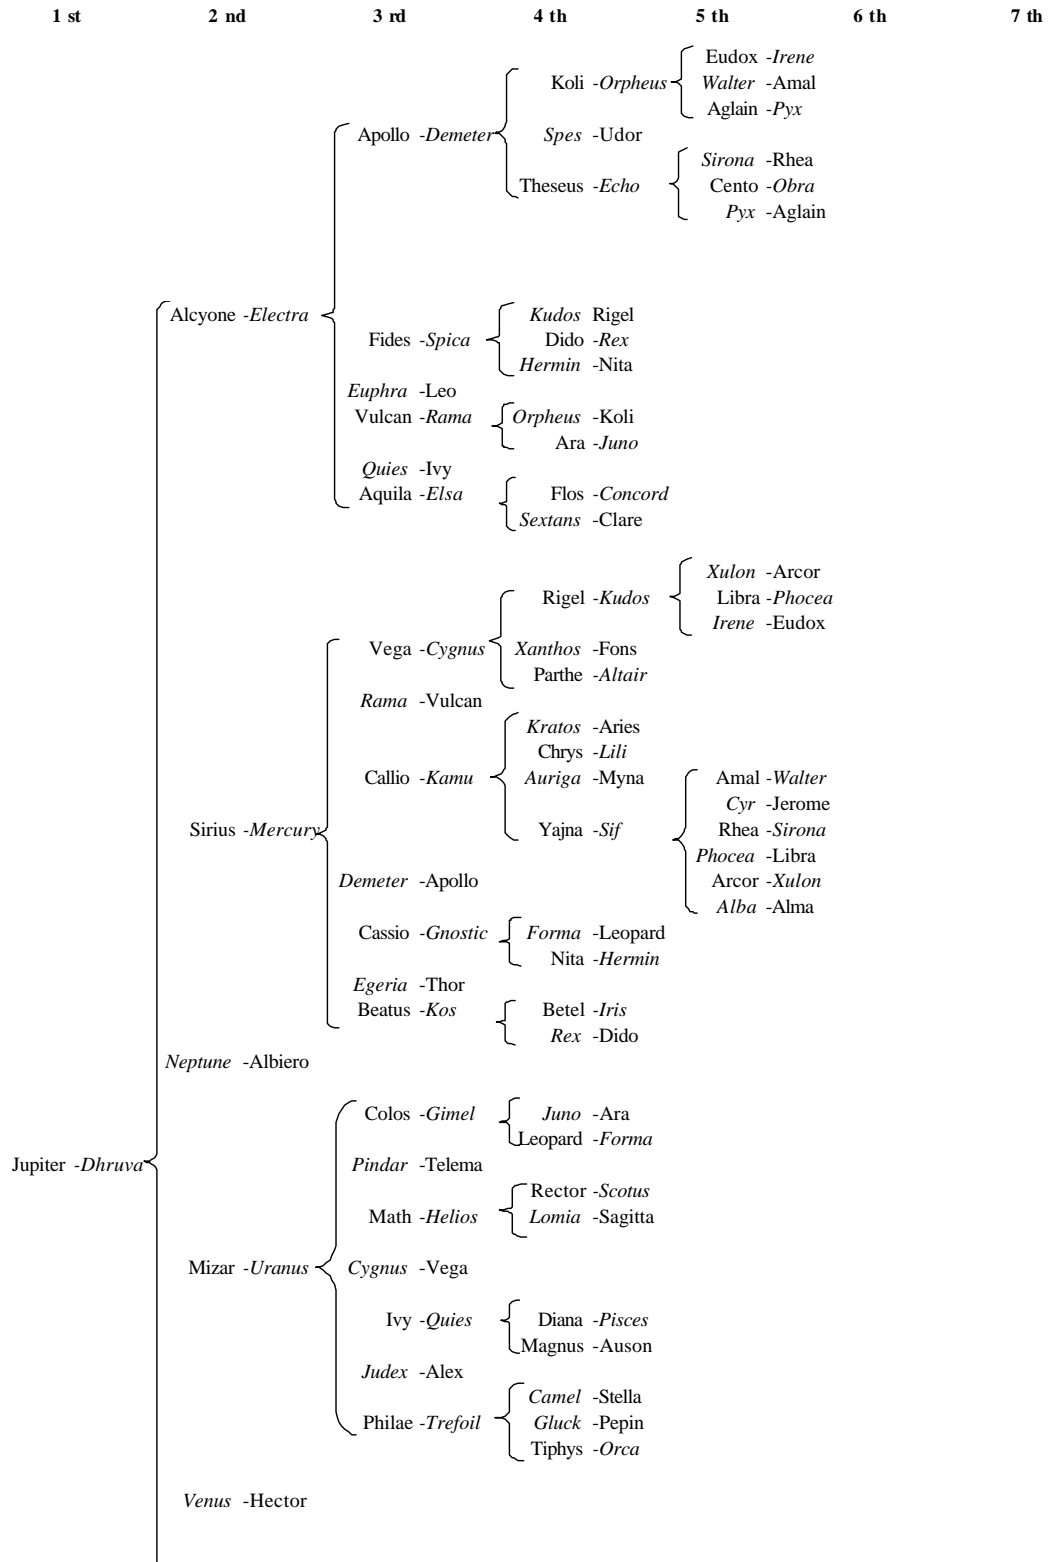 1 st 2 nd 3 rd 4 th 5 th 6 th 7 th
Eudox -Irene
Koli -Orpheus Walter -Amal
Aglain -Pyx
Apollo -Demeter Spes -Udor
Sirona -Rhea
Theseus -Echo Cento -Obra
Pyx -Aglain
Alcyone -Electra Kudos Rigel
Fides -Spica Dido -Rex
Hermin -Nita
Euphra -Leo
Vulcan -Rama Orpheus -Koli
Ara -Juno
Quies -Ivy
Aquila -Elsa Flos -Concord
Sextans -Clare
Xulon -Arcor
Rigel -Kudos Libra -Phocea
Irene -Eudox
Vega -Cygnus Xanthos -Fons
Parthe -Altair
Rama -Vulcan
Kratos -Aries
Chrys -Lili
Callio -Kamu Auriga -Myna Amal -Walter
Cyr -Jerome
Sirius -Mercury Yajna -Sif Rhea -Sirona
Phocea -Libra
Demeter -Apollo Arcor -Xulon
Alba -Alma
Cassio -Gnostic Forma -Leopard
Nita -Hermin
Egeria -Thor
Beatus -Kos Betel -Iris
Rex -Dido
Neptune -Albiero
Colos -Gimel Juno -Ara
Leopard -Forma
Jupiter -Dhruva Pindar -Telema
Rector -Scotus
Math -Helios Lomia -Sagitta
Mizar -Uranus Cygnus -Vega
Ivy -Quies Diana -Pisces
Magnus -Auson
Judex -Alex
Camel -Stella
Philae -Trefoil Gluck -Pepin
Tiphys -Orca
Venus -Hector